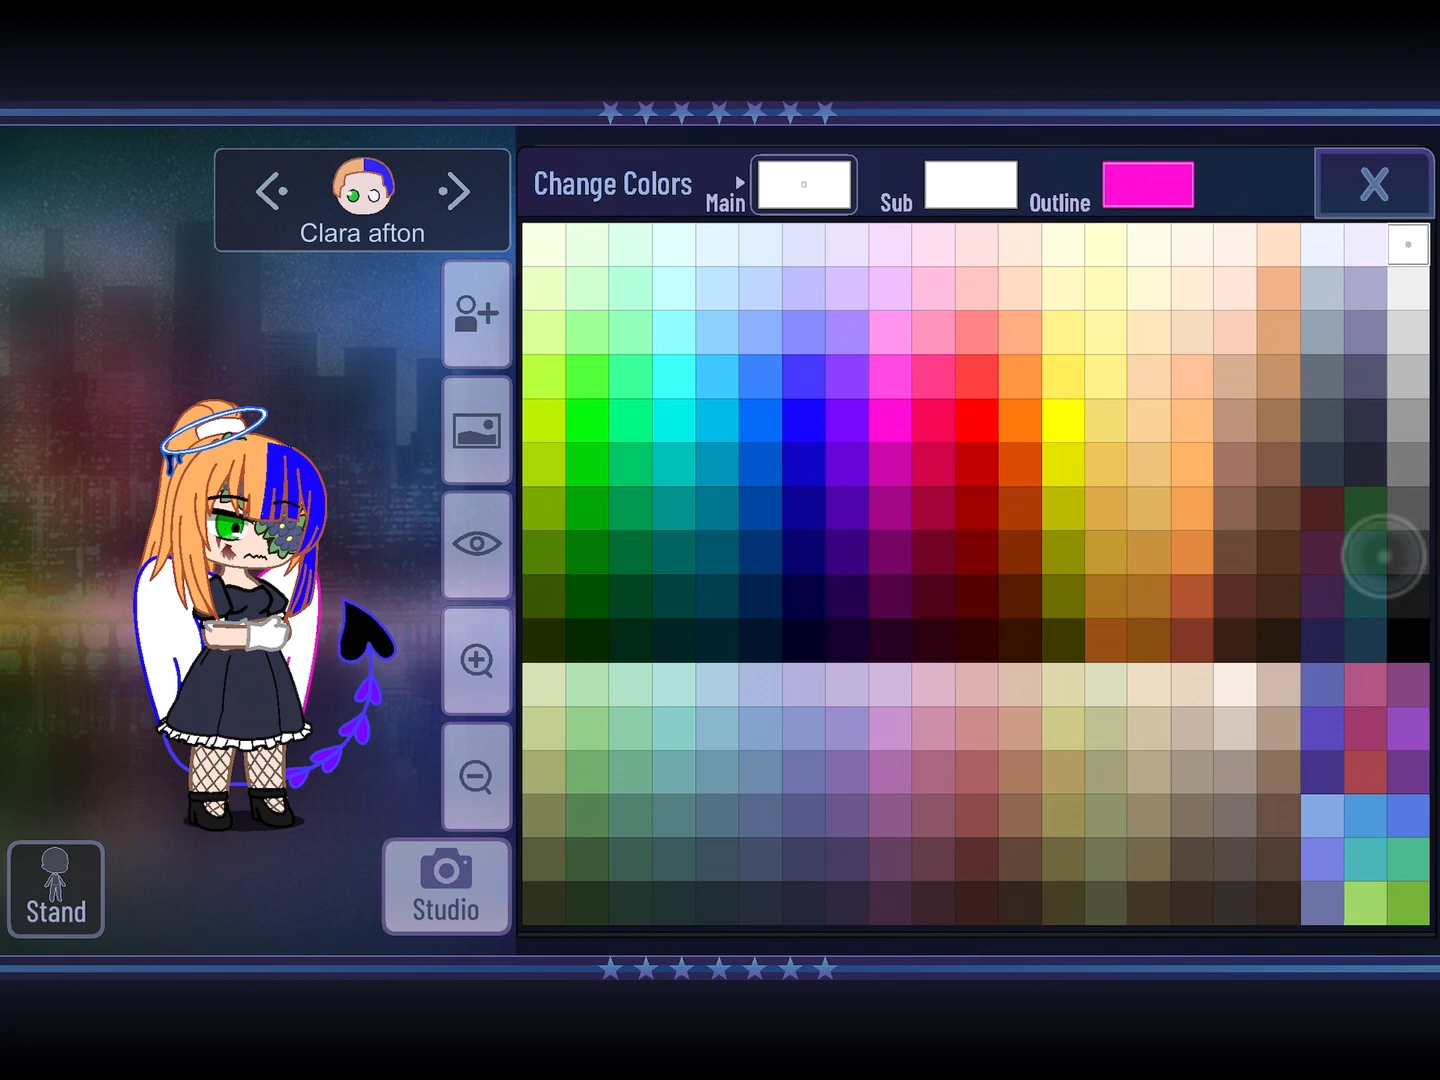 Clara afton
Change Colors
Main
Sub
Outline
X
Stand
Studio